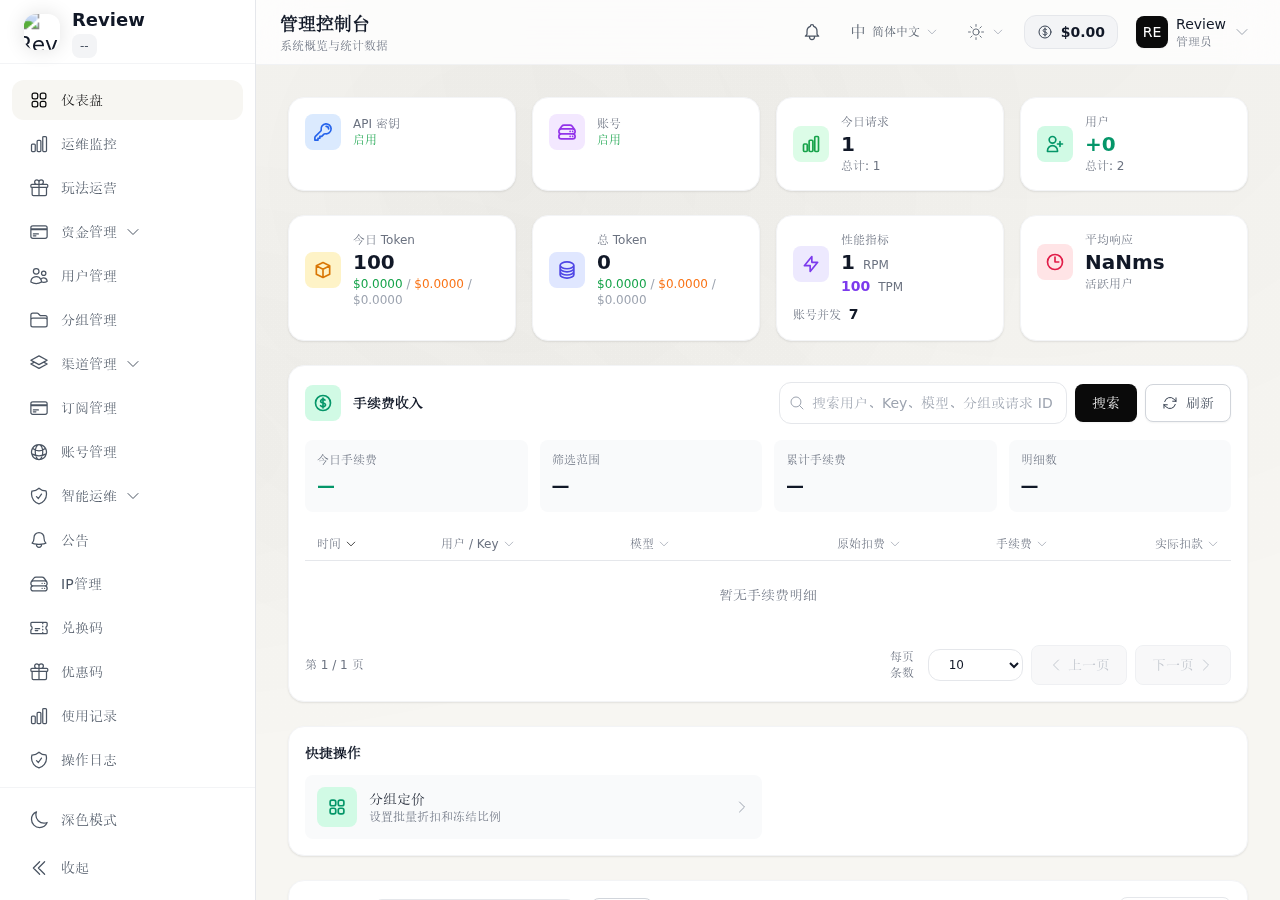 Rev
Review
--
管理控制台
系统概览与统计数据
中 简体中文
$0.00
RE
Review
管理员
仪表盘
运维监控
玩法运营
资金管理
用户管理
分组管理
渠道管理
订阅管理
账号管理
智能运维
公告
IP管理
兑换码
优惠码
使用记录
操作日志
深色模式
收起
API 密钥
启用
账号
启用
今日请求
1
总计: 1
用户
+0
总计: 2
今日 Token
100
$0.0000 / $0.0000 /
$0.0000
总 Token
0
$0.0000 / $0.0000 /
$0.0000
性能指标
1 RPM
100 TPM
账号并发 7
平均响应
NaNms
活跃用户
手续费收入
搜索用户、Key、模型、分组或请求 ID
搜索
刷新
今日手续费
—
筛选范围
—
累计手续费
—
明细数
—
时间 用户 / Key 模型 原始扣费 手续费 实际扣款
暂无手续费明细
第 1 / 1 页
每页
条数
10
上一页
下一页
快捷操作
分组定价
设置批量折扣和冻结比例